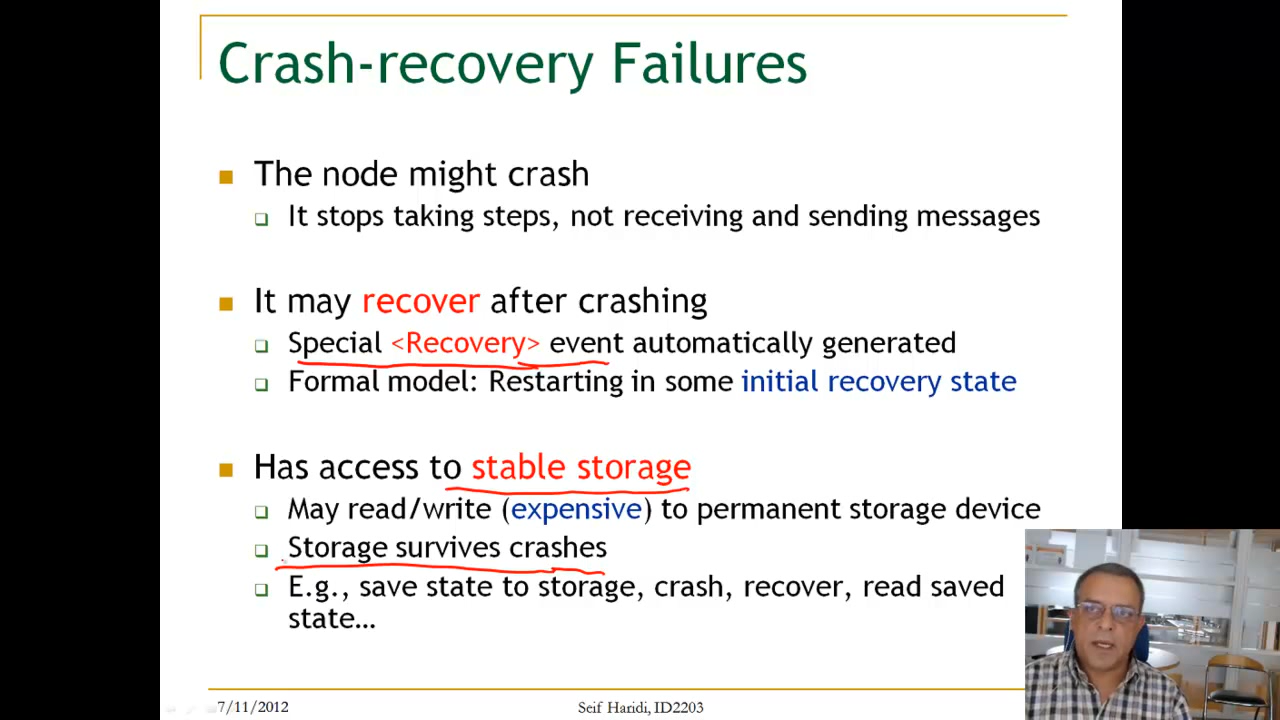 Crash-recovery Failures
The node might crash
It stops taking steps, not receiving and sending messages
It may recover after crashing
Special <Recovery> event automatically generated
Formal model: Restarting in some initial recovery state
Has access to stable storage
May read/write (expensive) to permanent storage device
Storage survives crashes
E.g., save state to storage, crash, recover, read saved
state…
7/11/2012
Seif Haridi, ID2203